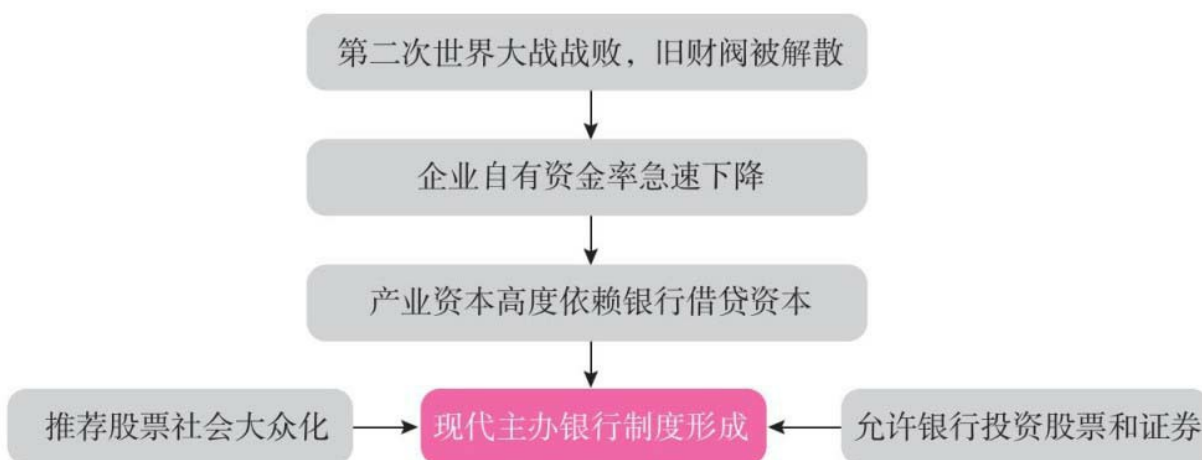 第二次世界大战战败，旧财阀被解散
企业自有资金率急速下降
产业资本高度依赖银行借贷资本
推荐股票社会大众化
现代主办银行制度形成
允许银行投资股票和证券